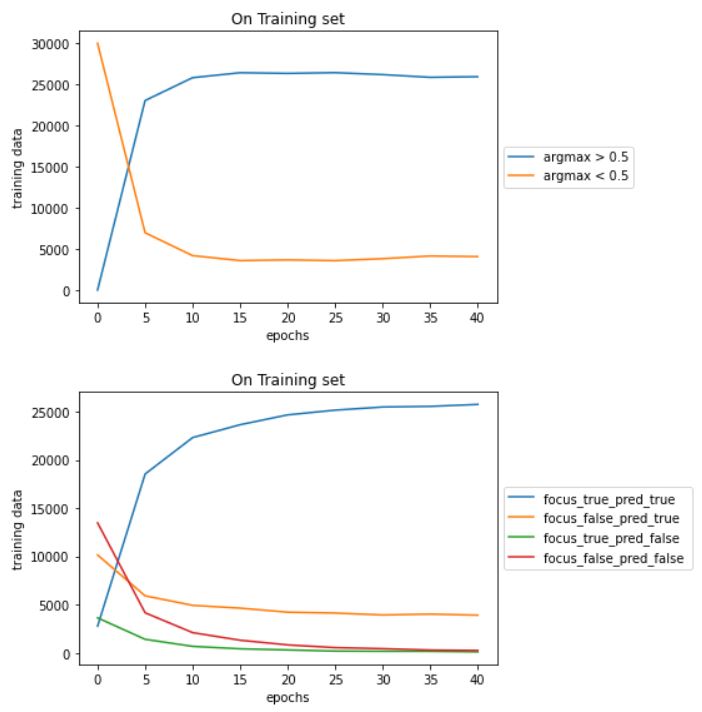 On Training set
30000
25000
20000
15000
10000
5000
0
training data
0 5 10 15 20 25 30 35 40
epochs
argmax > 0.5
argmax < 0.5
On Training set
25000
20000
15000
10000
5000
0
training data
0 5 10 15 20 25 30 35 40
epochs
focus_true_pred_true
focus_false_pred_true
focus_true_pred_false
focus_false_pred_false